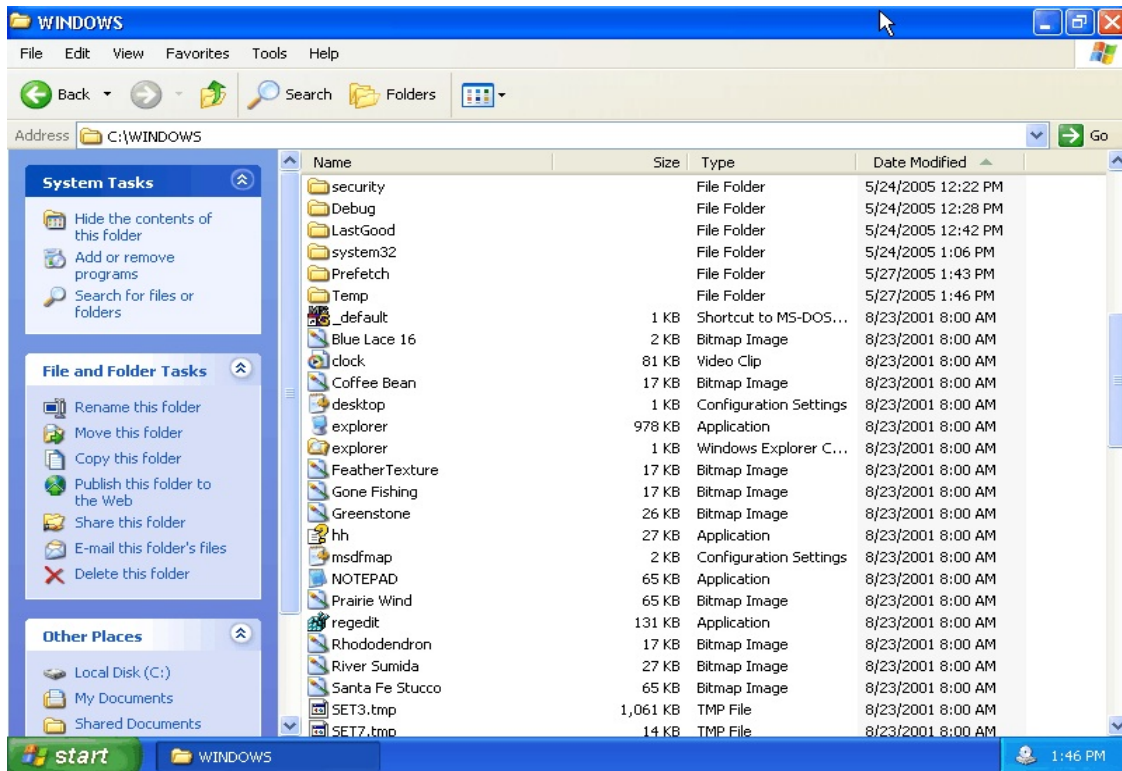 WINDOWS
File Edit View Favorites Tools Help
Back Search Folders
Address C:\WINDOWS Go
System Tasks
Hide the contents of
this folder
Add or remove
programs
Search for files or
folders
File and Folder Tasks
Rename this folder
Move this folder
Copy this folder
Publish this folder to
the Web
Share this folder
E-mail this folder's files
Delete this folder
Other Places
Local Disk (C:)
My Documents
Shared Documents
Name Size Type Date Modified
security File Folder 5/24/2005 12:22 PM
Debug File Folder 5/24/2005 12:28 PM
LastGood File Folder 5/24/2005 12:42 PM
system32 File Folder 5/24/2005 1:06 PM
Prefetch File Folder 5/27/2005 1:43 PM
Temp File Folder 5/27/2005 1:46 PM
_default 1 KB Shortcut to MS-DOS... 8/23/2001 8:00 AM
Blue Lace 16 2 KB Bitmap Image 8/23/2001 8:00 AM
clock 81 KB Video Clip 8/23/2001 8:00 AM
Coffee Bean 17 KB Bitmap Image 8/23/2001 8:00 AM
desktop 1 KB Configuration Settings 8/23/2001 8:00 AM
explorer 978 KB Application 8/23/2001 8:00 AM
explorer 1 KB Windows Explorer C... 8/23/2001 8:00 AM
FeatherTexture 17 KB Bitmap Image 8/23/2001 8:00 AM
Gone Fishing 17 KB Bitmap Image 8/23/2001 8:00 AM
Greenstone 26 KB Bitmap Image 8/23/2001 8:00 AM
hh 27 KB Application 8/23/2001 8:00 AM
msdfmap 2 KB Configuration Settings 8/23/2001 8:00 AM
NOTEPAD 65 KB Application 8/23/2001 8:00 AM
Prairie Wind 65 KB Bitmap Image 8/23/2001 8:00 AM
regedit 131 KB Application 8/23/2001 8:00 AM
Rhododendron 17 KB Bitmap Image 8/23/2001 8:00 AM
River Sumida 27 KB Bitmap Image 8/23/2001 8:00 AM
Santa Fe Stucco 65 KB Bitmap Image 8/23/2001 8:00 AM
SET3.tmp 1,061 KB TMP File 8/23/2001 8:00 AM
SET7.tmp 14 KB TMP File 8/23/2001 8:00 AM
start WINDOWS 1:46 PM